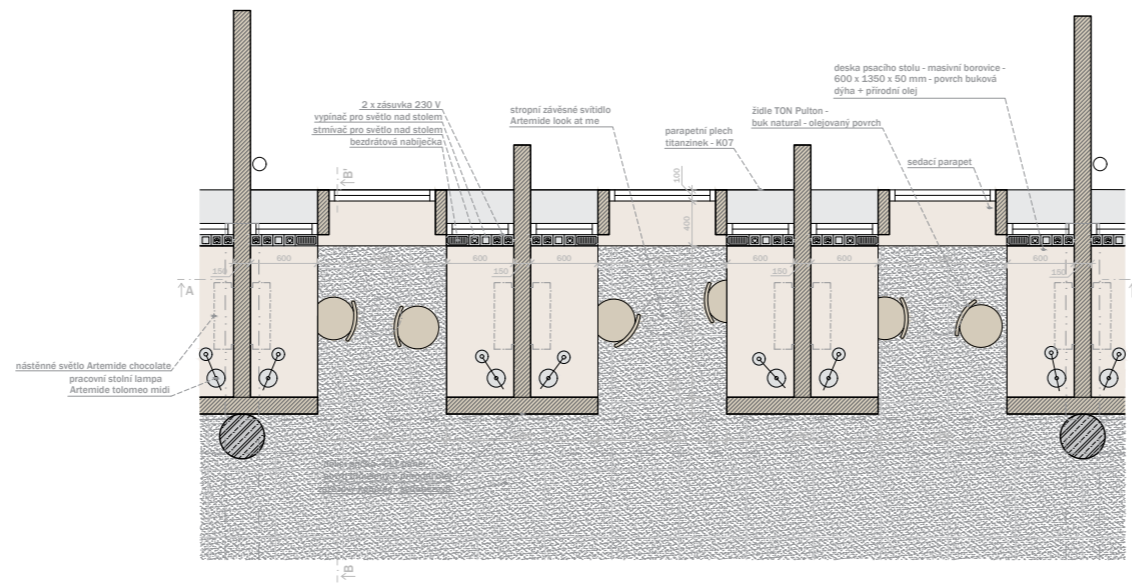 deska psacího stolu - masivní borovice -
600 x 1350 x 50 mm - povrch buková
dýha + přírodní olej
2 x zásuvka 230 V
vypínač pro světlo nad stolem
stmívač pro světlo nad stolem
bezdrátová nabíječka
stropní závěsné svítidlo
Artemide look at me
židle TON Pulton -
buk natural - olejovaný povrch
parapetní plech
titanzinek - K07
sedací parapet
100
B'
400
600
600
600
600
600
600
150
150
150
150
A
nástěnné světlo Artemide chocolate
pracovní stolní lampa
Artemide tolomeo midi
B